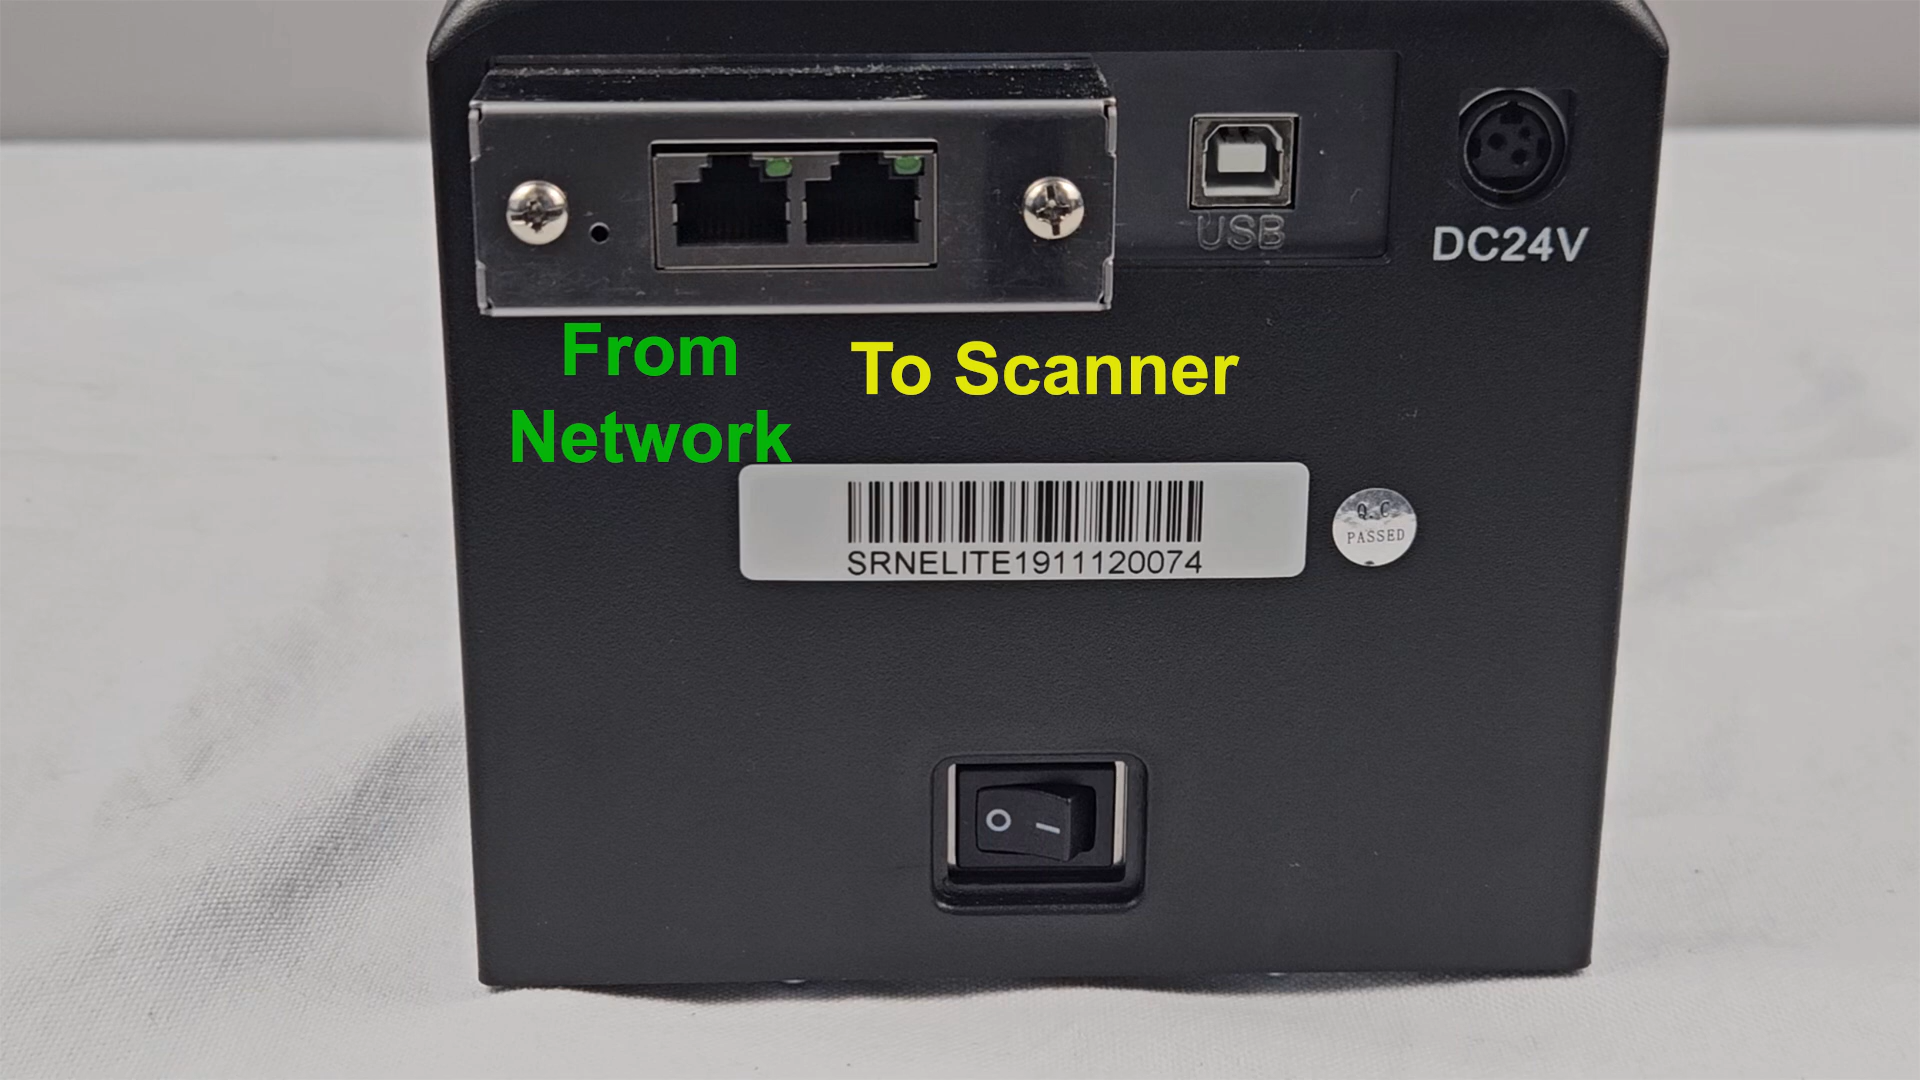 USB
DC24V
From
Network
To Scanner
SRNELITE1911120074
Q.C
PASSED
O I